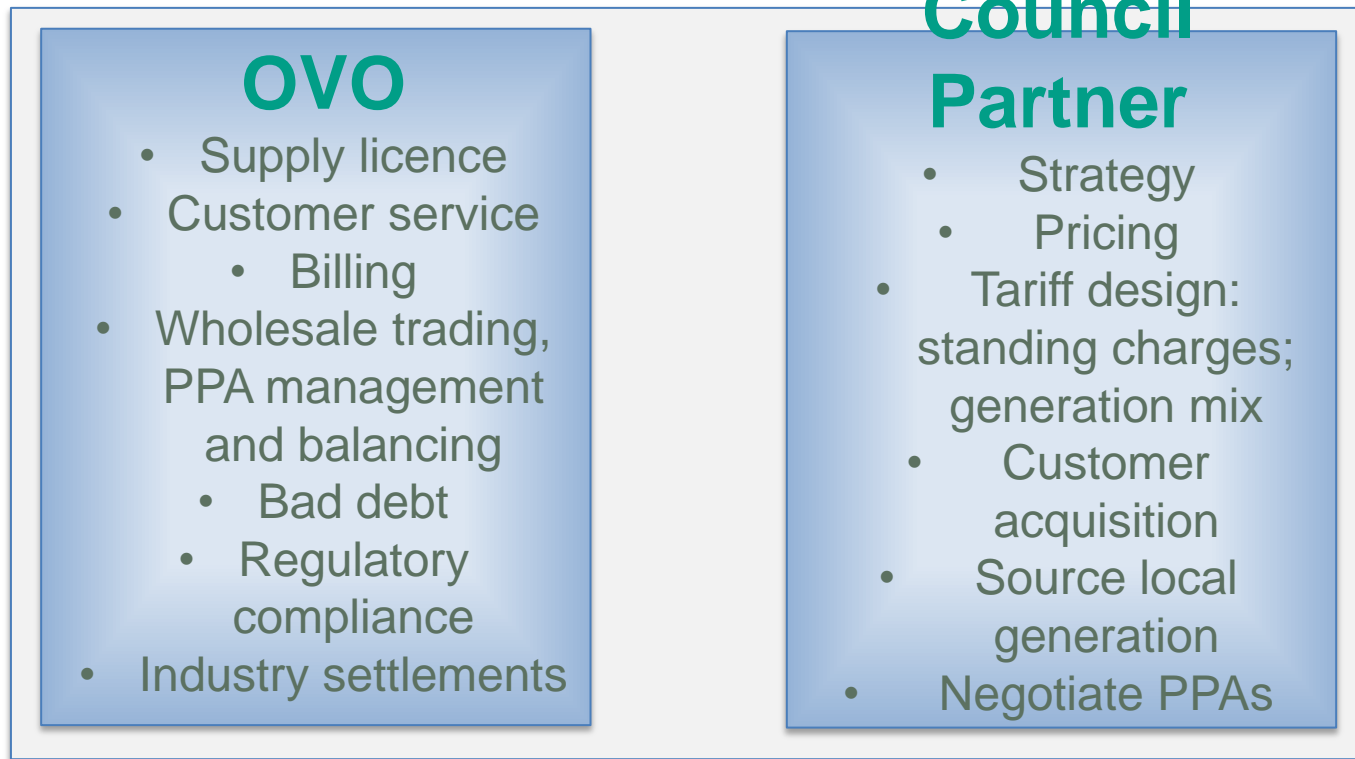 OVO
• Supply licence
• Customer service
• Billing
• Wholesale trading,
PPA management
and balancing
• Bad debt
• Regulatory
compliance
• Industry settlements
Council
Partner
• Strategy
• Pricing
• Tariff design:
standing charges;
generation mix
• Customer
acquisition
• Source local
generation
• Negotiate PPAs